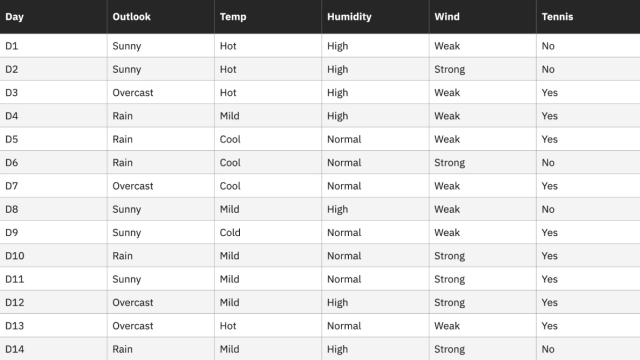 Day Outlook Temp Humidity Wind Tennis
D1 Sunny Hot High Weak No
D2 Sunny Hot High Strong No
D3 Overcast Hot High Weak Yes
D4 Rain Mild High Weak Yes
D5 Rain Cool Normal Weak Yes
D6 Rain Cool Normal Strong No
D7 Overcast Cool Normal Weak Yes
D8 Sunny Mild High Weak No
D9 Sunny Cold Normal Weak Yes
D10 Rain Mild Normal Strong Yes
D11 Sunny Mild Normal Strong Yes
D12 Overcast Mild High Strong Yes
D13 Overcast Hot Normal Weak Yes
D14 Rain Mild High Strong No